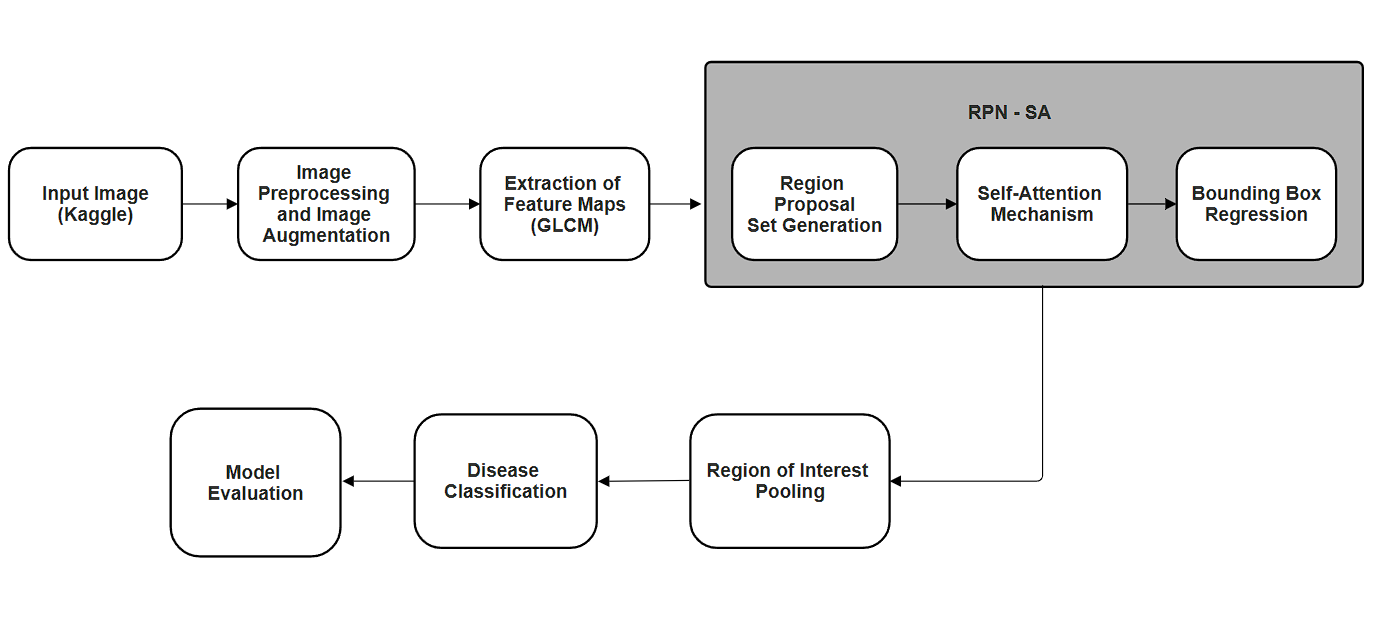 RPN - SA
Input Image
(Kaggle)
Image
Preprocessing
and Image
Augmentation
Extraction of
Feature Maps
(GLCM)
Region
Proposal
Set Generation
Self-Attention
Mechanism
Bounding Box
Regression
Model
Evaluation
Disease
Classification
Region of Interest
Pooling